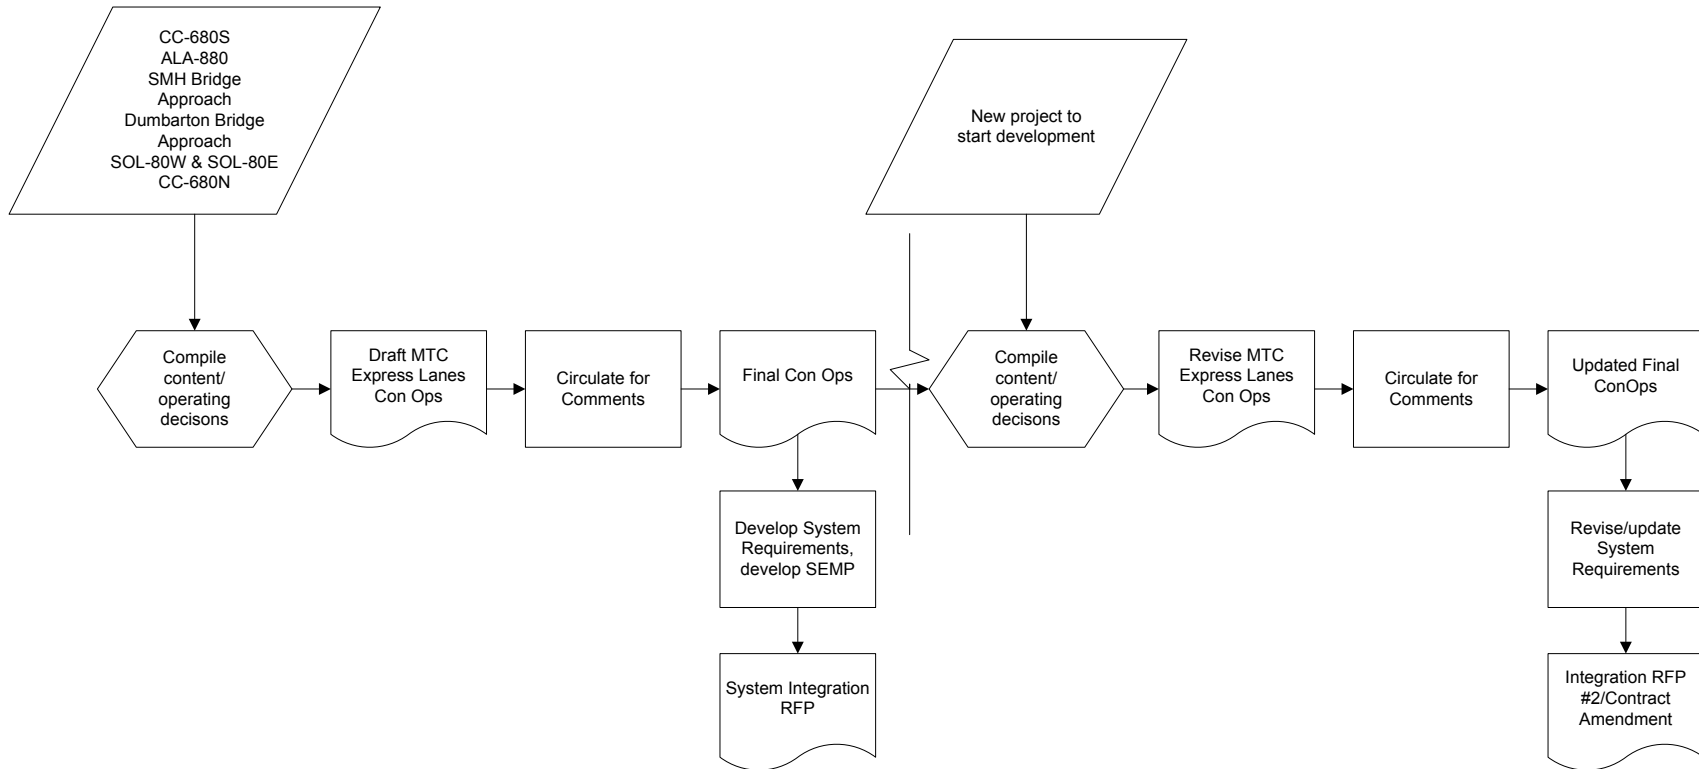 CC-680S
ALA-880
SMH Bridge
Approach
Dumbarton Bridge
Approach
SOL-80W & SOL-80E
CC-680N
New project to
start development
Compile
content/
operating
decisons
Draft MTC
Express Lanes
Con Ops
Circulate for
Comments
Final Con Ops
Compile
content/
operating
decisons
Revise MTC
Express Lanes
Con Ops
Circulate for
Comments
Updated Final
ConOps
Develop System
Requirements,
develop SEMP
Revise/update
System
Requirements
System Integration
RFP
Integration RFP
#2/Contract
Amendment